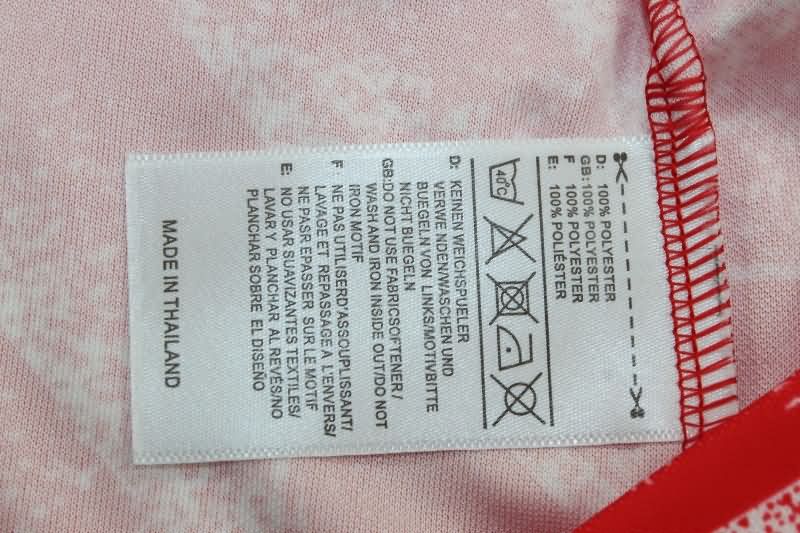 D: 100% POLYESTER
GB: 100% POLYESTER
F 100% POLYESTER
E: 100% POLIÉSTER
40°C
D: KEINEN WEICHSPUELER
VERWE NDEN/WASCHEN UND
BUEGELN VON LINKS/MOTIVBITTE
NICHT BUEGELN
GB:DO NOT USE FABRICSOFTENER /
WASH AND IRON INSIDE OUT/DO NOT
IRON MOTIF
F NE PAS UTILISERD'ASSOUPLISSANT/
LAVAGE ET REPASSAGE A L'ENVERS/
NE PASR EPASSER SUR LE MOTIF
E: NO USAR SUAVIZANTES TEXTILES/
LAVAR Y PLANCHAR AL REVÉS/NO
PLANCHAR SOBRE EL DISEÑO
MADE IN THAILAND